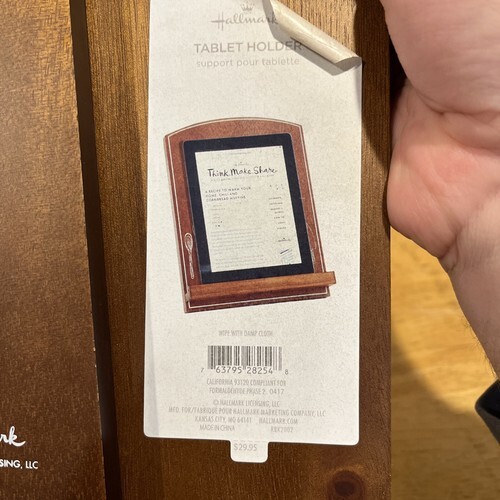 Hallmark
TABLET HOLDER
support pour tablette
Think. Make. Share.
WIPE WITH DAMP CLOTH
7 63795 28254 8
CALIFORNIA 93120 COMPLIANT FOR
FORMALDEHYDE PHASE 2, 0417
© HALLMARK LICENSING, LLC
MFD. FOR/FABRIQUÉ POUR HALLMARK MARKETING COMPANY, LLC
KANSAS CITY, MO 64141 HALLMARK.COM
MADE IN CHINA
$29.95
rk
SING, LLC